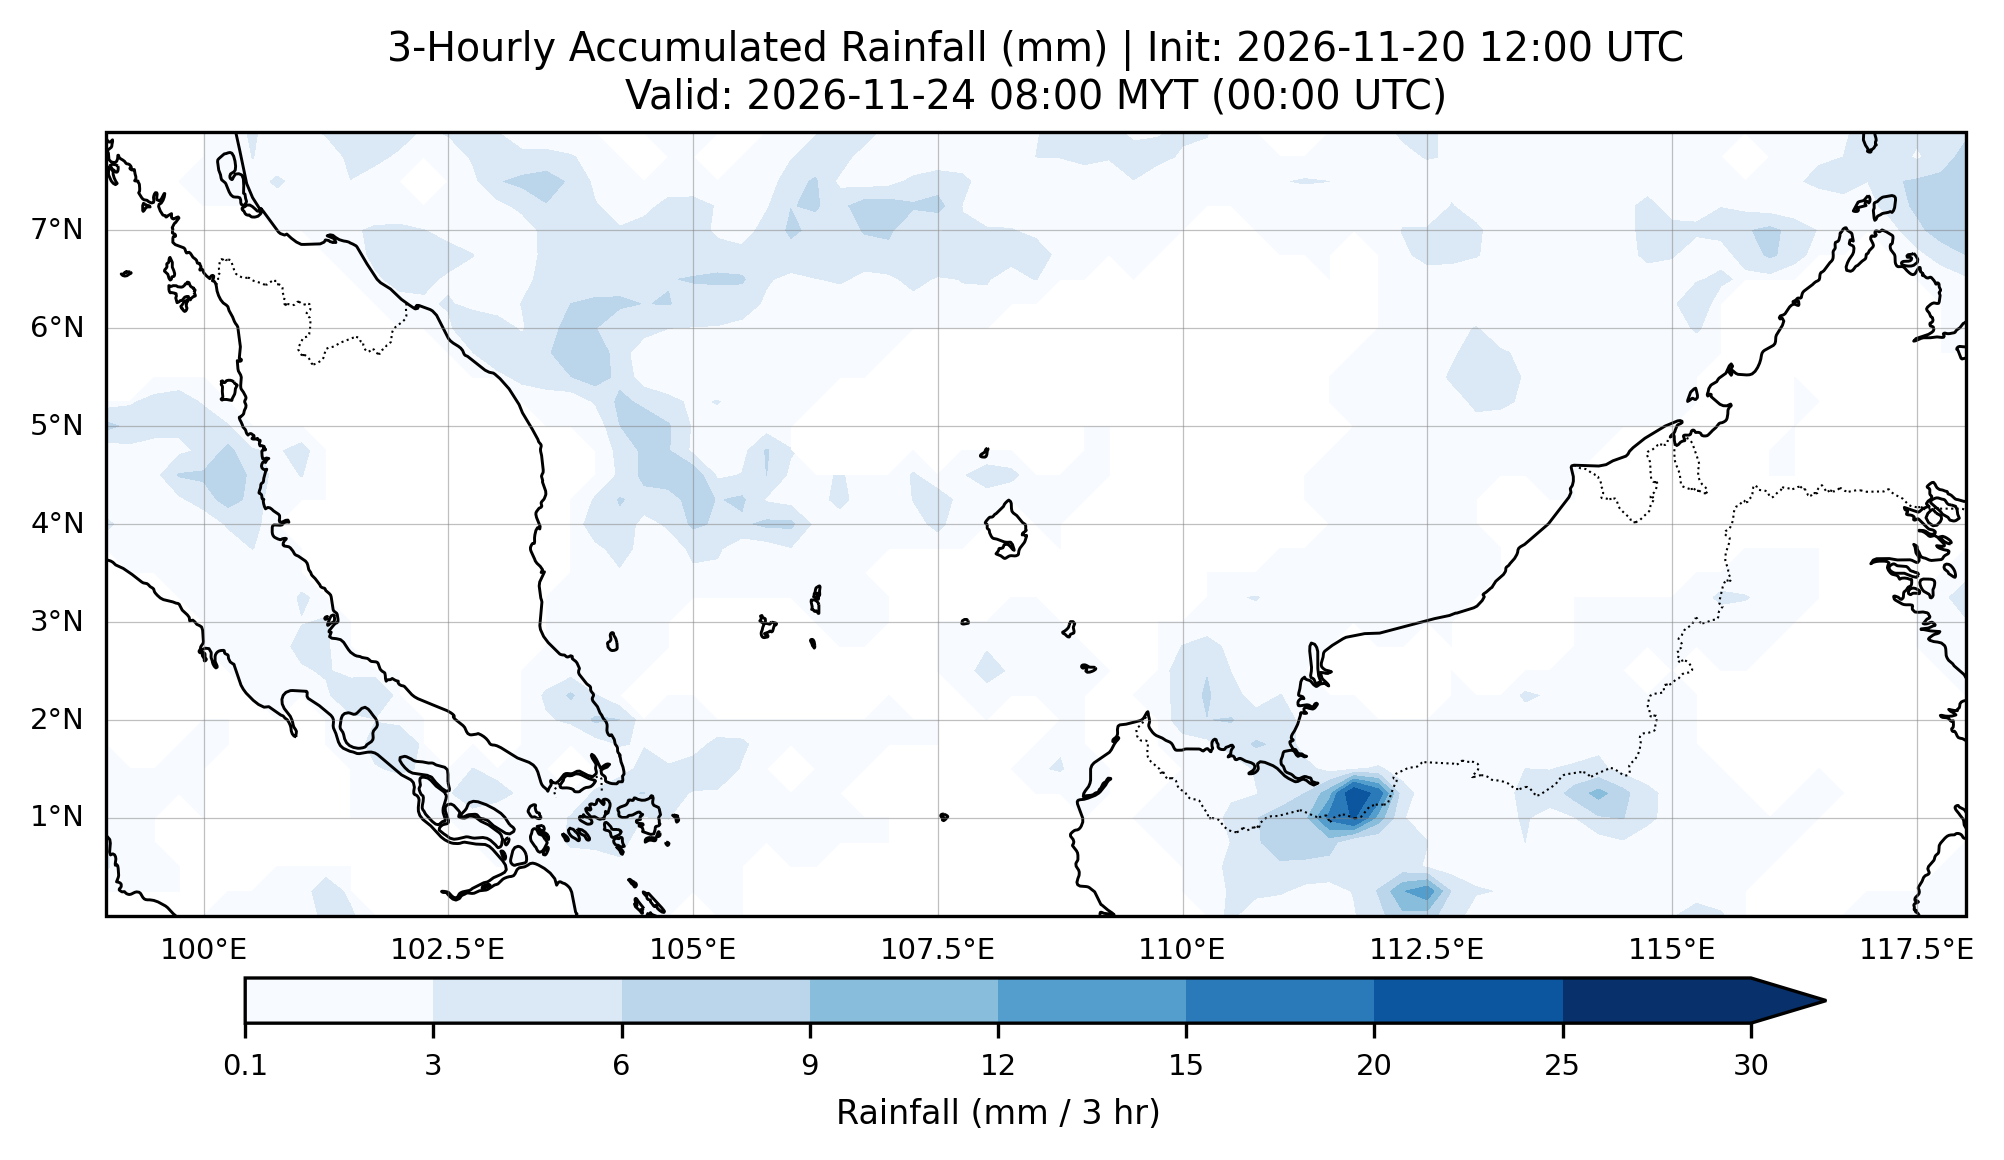 3-Hourly Accumulated Rainfall (mm) | Init: 2026-11-20 12:00 UTC
Valid: 2026-11-24 08:00 MYT (00:00 UTC)
7°N
6°N
5°N
4°N
3°N
2°N
1°N
100°E 102.5°E 105°E 107.5°E 110°E 112.5°E 115°E 117.5°E
0.1 3 6 9 12 15 20 25 30
Rainfall (mm / 3 hr)